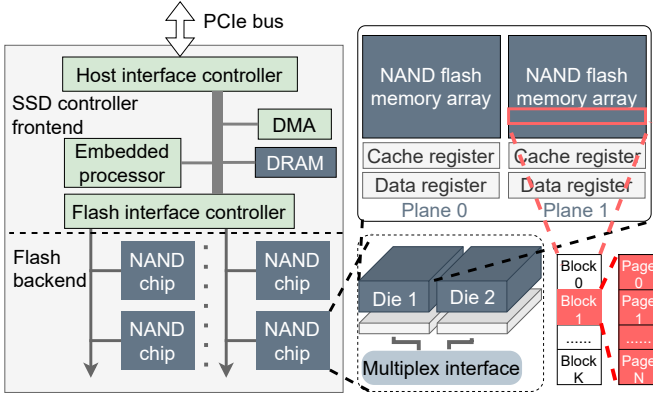 PCIe bus
Host interface controller
SSD controller
frontend
DMA
Embedded
processor
DRAM
Flash interface controller
Flash
backend
NAND
chip
NAND
chip
NAND
chip
NAND
chip
NAND flash
memory array
NAND flash
memory array
Cache register
Cache register
Data register
Data register
Plane 0
Plane 1
Die 1
Die 2
Multiplex interface
Block
0
Block
1
......
Block
K
Page
0
Page
1
......
Page
N